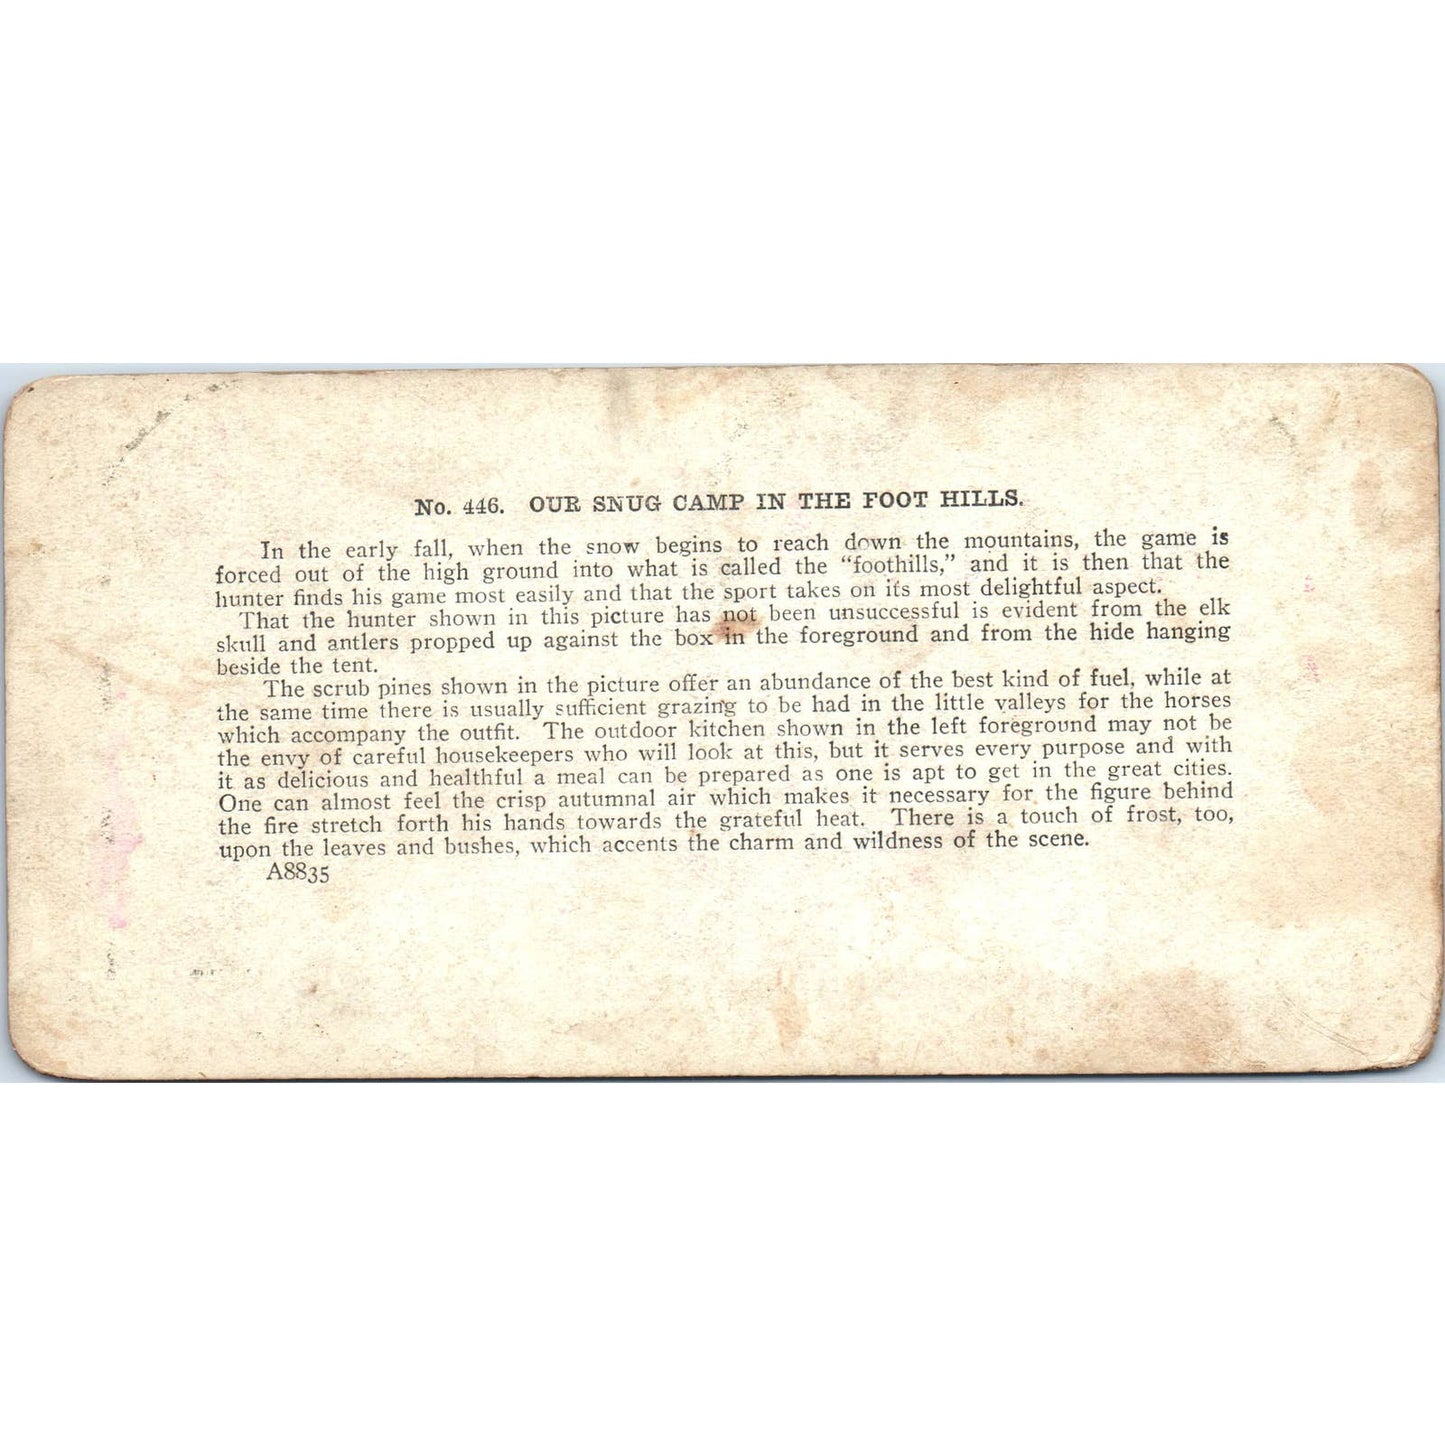 No. 446. OUR SNUG CAMP IN THE FOOT HILLS.
In the early fall, when the snow begins to reach down the mountains, the game is
forced out of the high ground into what is called the “foothills,” and it is then that the
hunter finds his game most easily and that the sport takes on its most delightful aspect.
That the hunter shown in this picture has not been unsuccessful is evident from the elk
skull and antlers propped up against the box in the foreground and from the hide hanging
beside the tent.
The scrub pines shown in the picture offer an abundance of the best kind of fuel, while at
the same time there is usually sufficient grazing to be had in the little valleys for the horses
which accompany the outfit. The outdoor kitchen shown in the left foreground may not be
the envy of careful housekeepers who will look at this, but it serves every purpose and with
it as delicious and healthful a meal can be prepared as one is apt to get in the great cities.
One can almost feel the crisp autumnal air which makes it necessary for the figure behind
the fire stretch forth his hands towards the grateful heat. There is a touch of frost, too,
upon the leaves and bushes, which accents the charm and wildness of the scene.
A8835